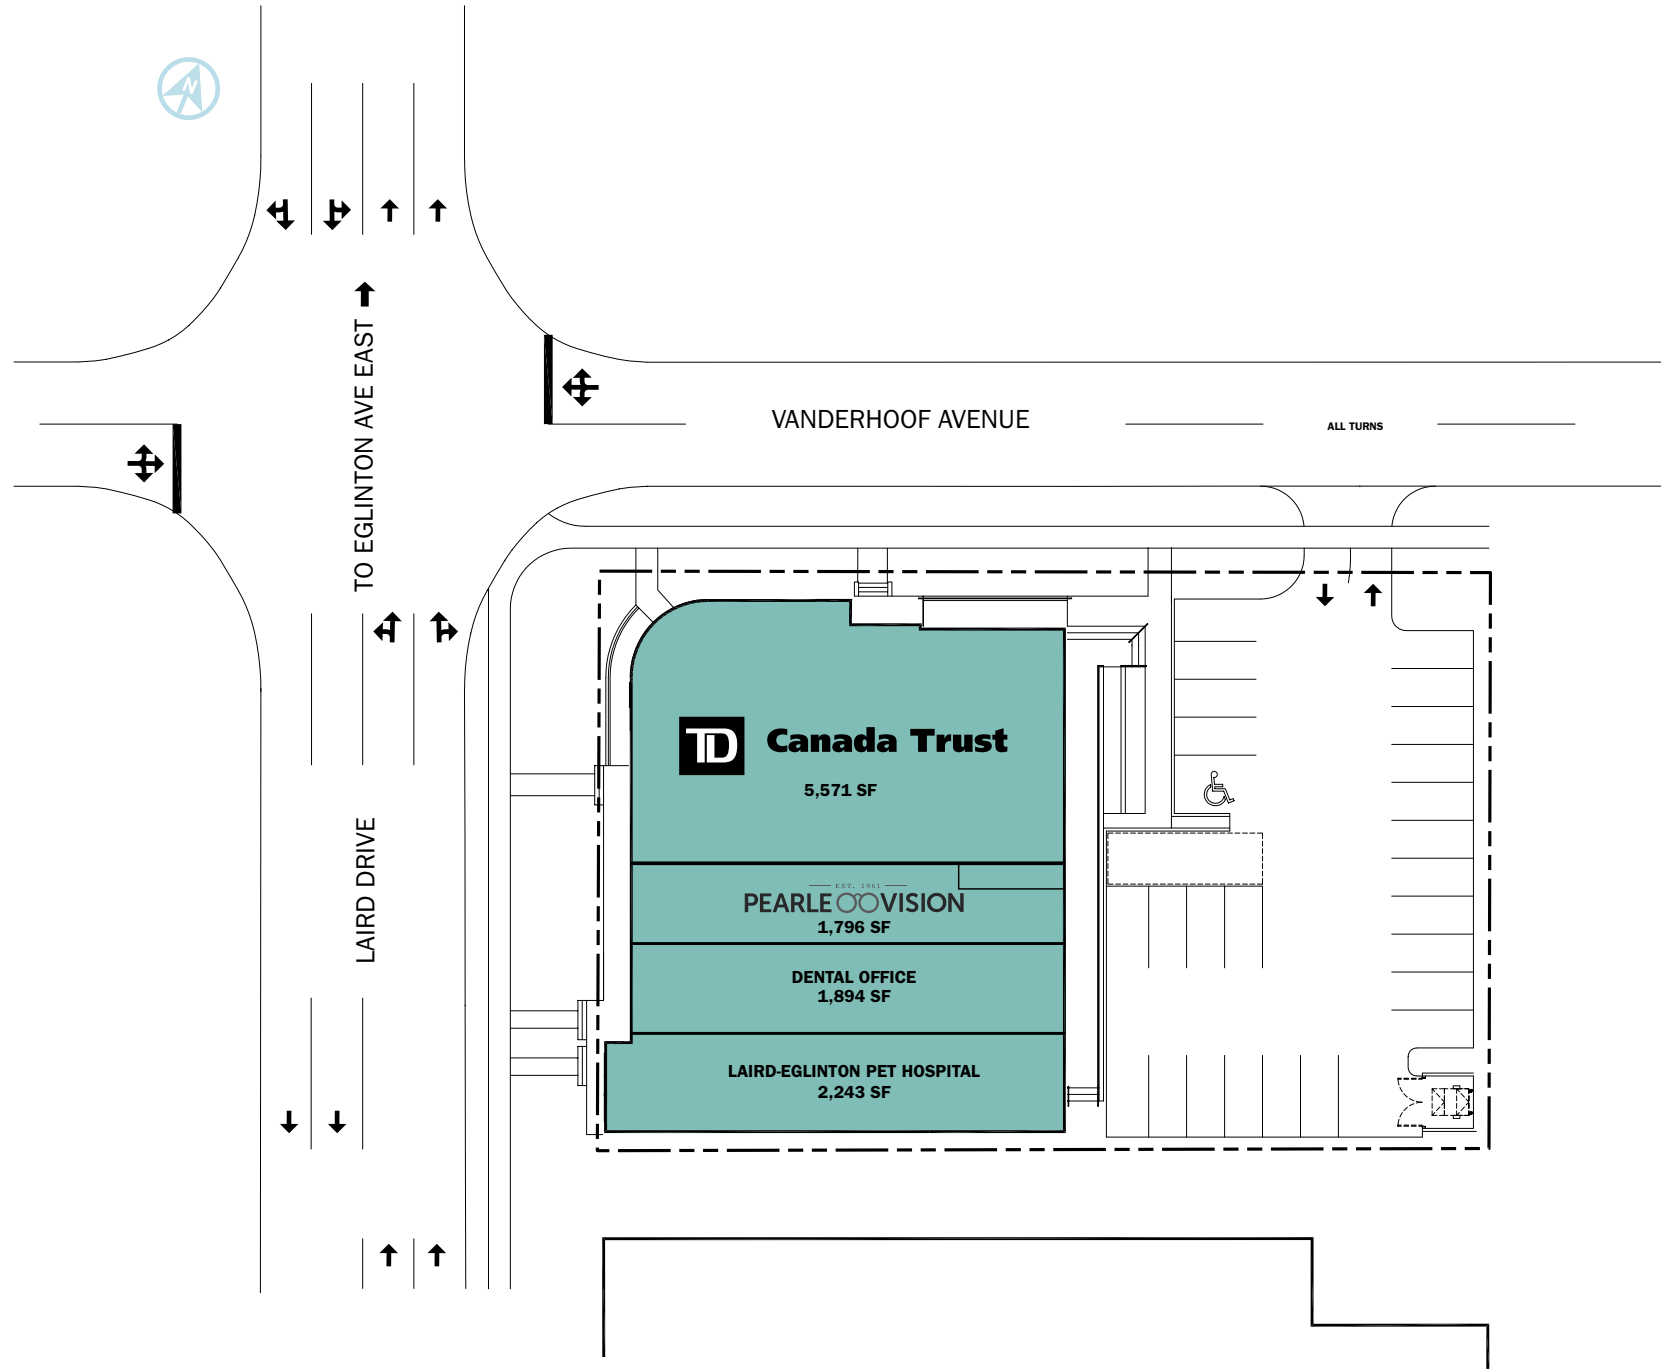 N
TO EGLINTON AVE EAST
VANDERHOOF AVENUE
ALL TURNS
LAIRD DRIVE
TD Canada Trust
5,571 SF
EST. 1961
PEARLE VISION
1,796 SF
DENTAL OFFICE
1,894 SF
LAIRD-EGLINTON PET HOSPITAL
2,243 SF